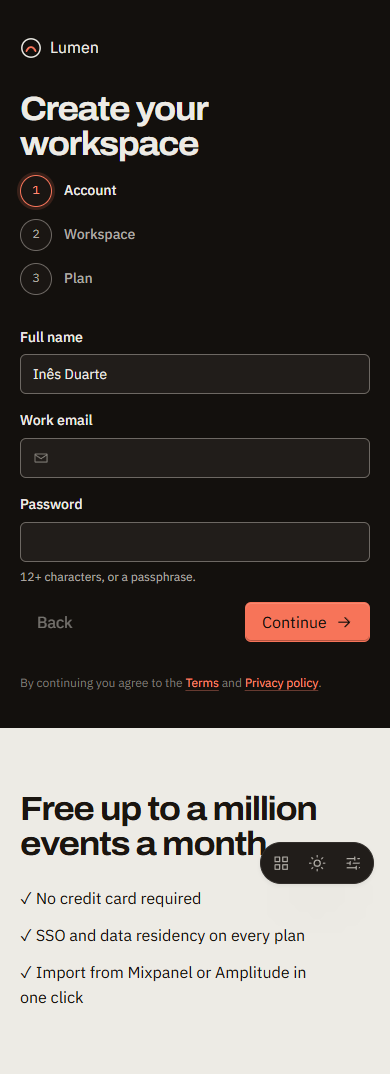 Lumen
Create your
workspace
1 Account
2 Workspace
3 Plan
Full name
Inês Duarte
Work email
Password
12+ characters, or a passphrase.
Back
Continue →
By continuing you agree to the Terms and Privacy policy.
Free up to a million
events a month
✓ No credit card required
✓ SSO and data residency on every plan
✓ Import from Mixpanel or Amplitude in
one click